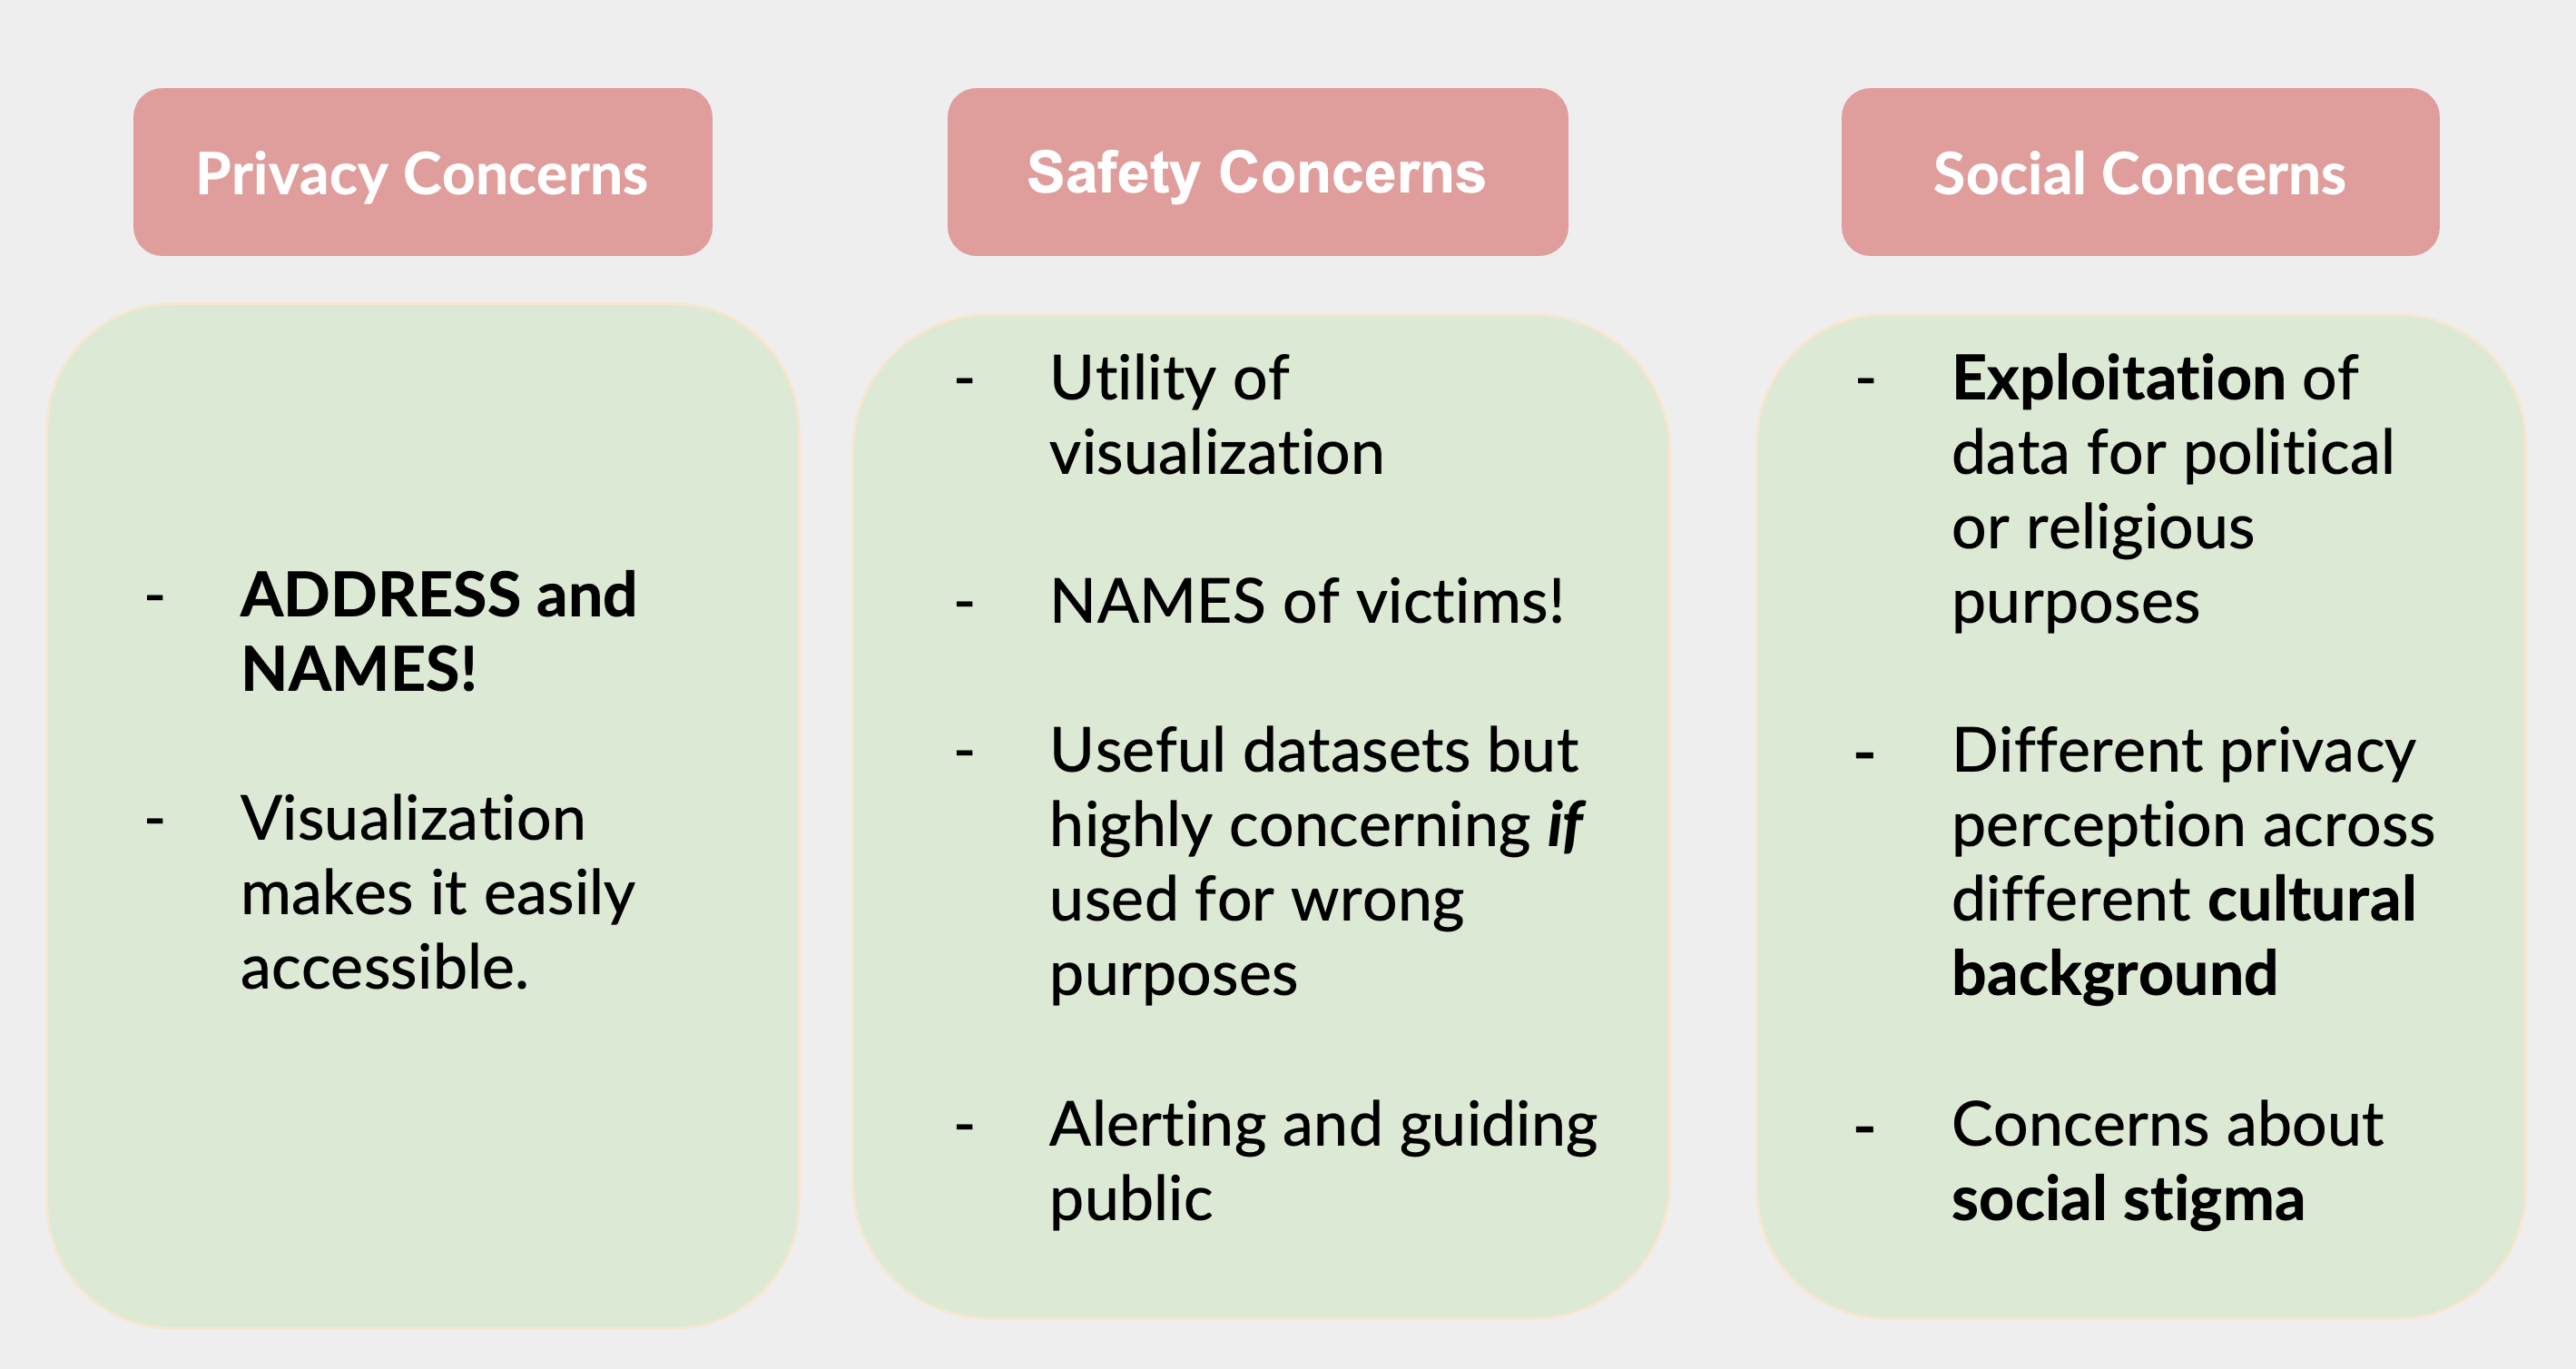 Privacy Concerns
- ADDRESS and
NAMES!
- Visualization
makes it easily
accessible.
Safety Concerns
- Utility of
visualization
- NAMES of victims!
- Useful datasets but
highly concerning if
used for wrong
purposes
- Alerting and guiding
public
Social Concerns
- Exploitation of
data for political
or religious
purposes
- Different privacy
perception across
different cultural
background
- Concerns about
social stigma